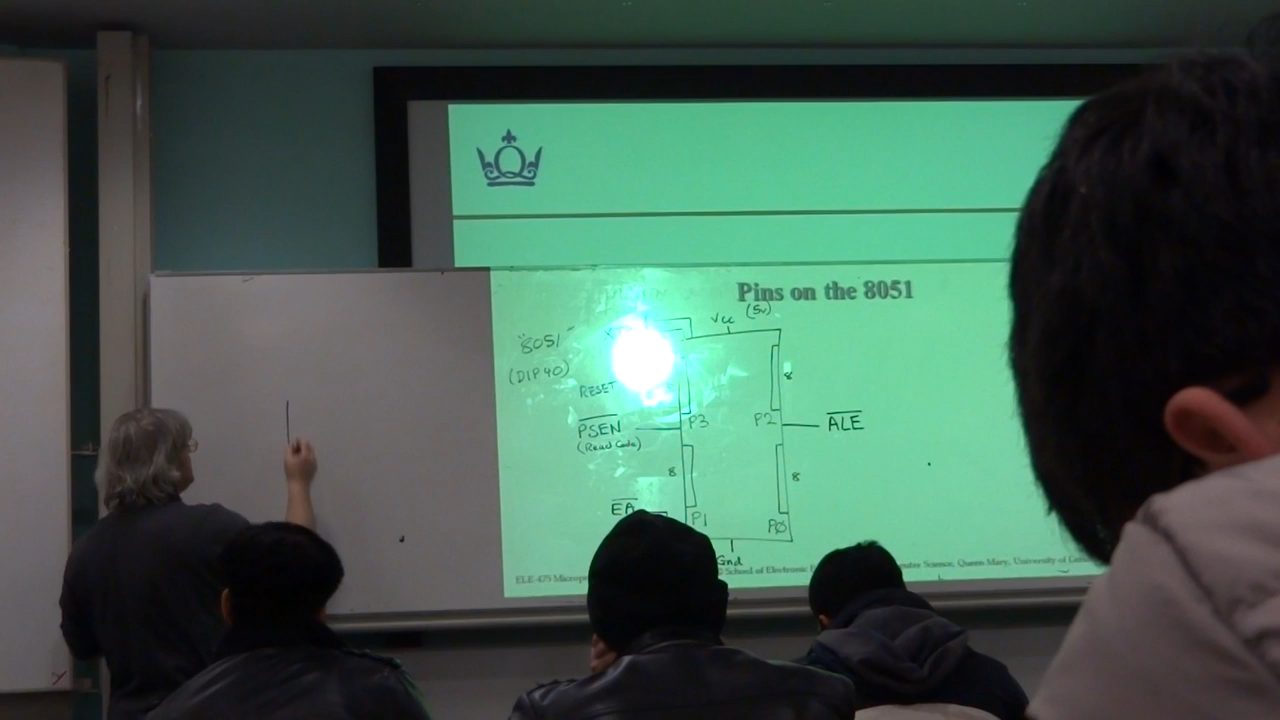 Q
Pins on the 8051
Vcc (5v)
"8051"
(DIP40)
8
RESET
P3
P2
PSEN
ALE
(Read Code)
8
8
EA
P1
P0
Gnd
ELE 475 © School of Electronic Science, Queen Mary, University of